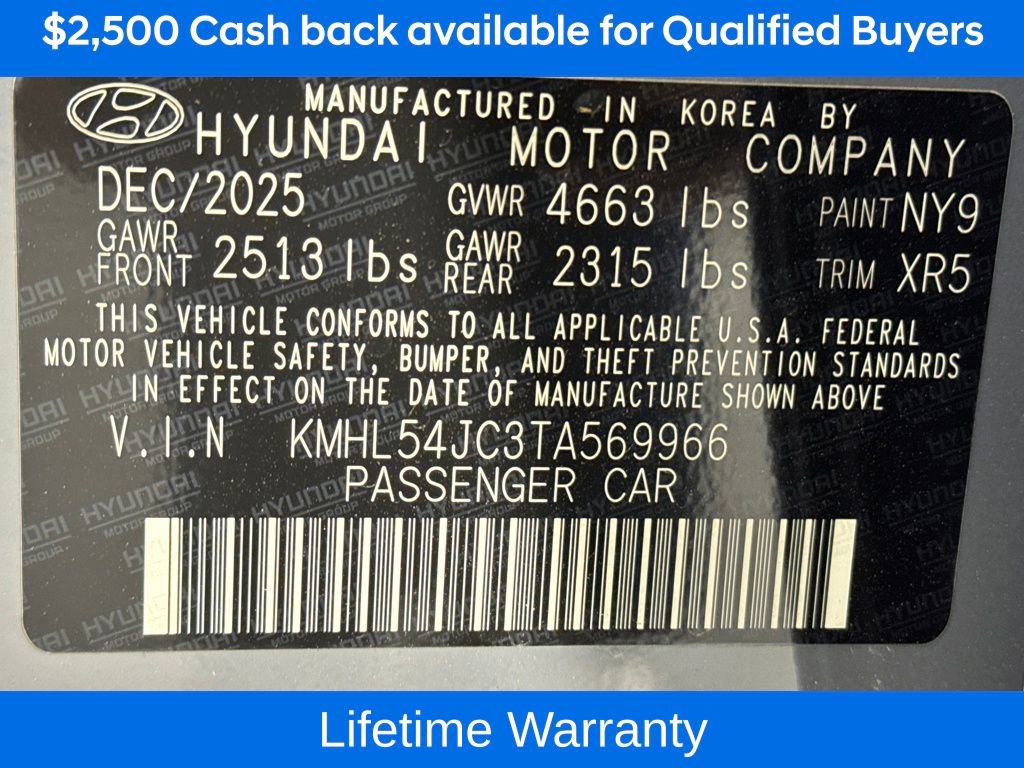 $2,500 Cash back available for Qualified Buyers
MANUFACTURED IN KOREA BY
HYUNDAI MOTOR COMPANY
DEC/2025 GVWR 4663 lbs PAINT NY9
GAWR FRONT 2513 lbs GAWR REAR 2315 lbs TRIM XR5
THIS VEHICLE CONFORMS TO ALL APPLICABLE U.S.A. FEDERAL
MOTOR VEHICLE SAFETY, BUMPER, AND THEFT PREVENTION STANDARDS
IN EFFECT ON THE DATE OF MANUFACTURE SHOWN ABOVE
V. .I.N KMHL54JC3TA569966
PASSENGER CAR
Lifetime Warranty